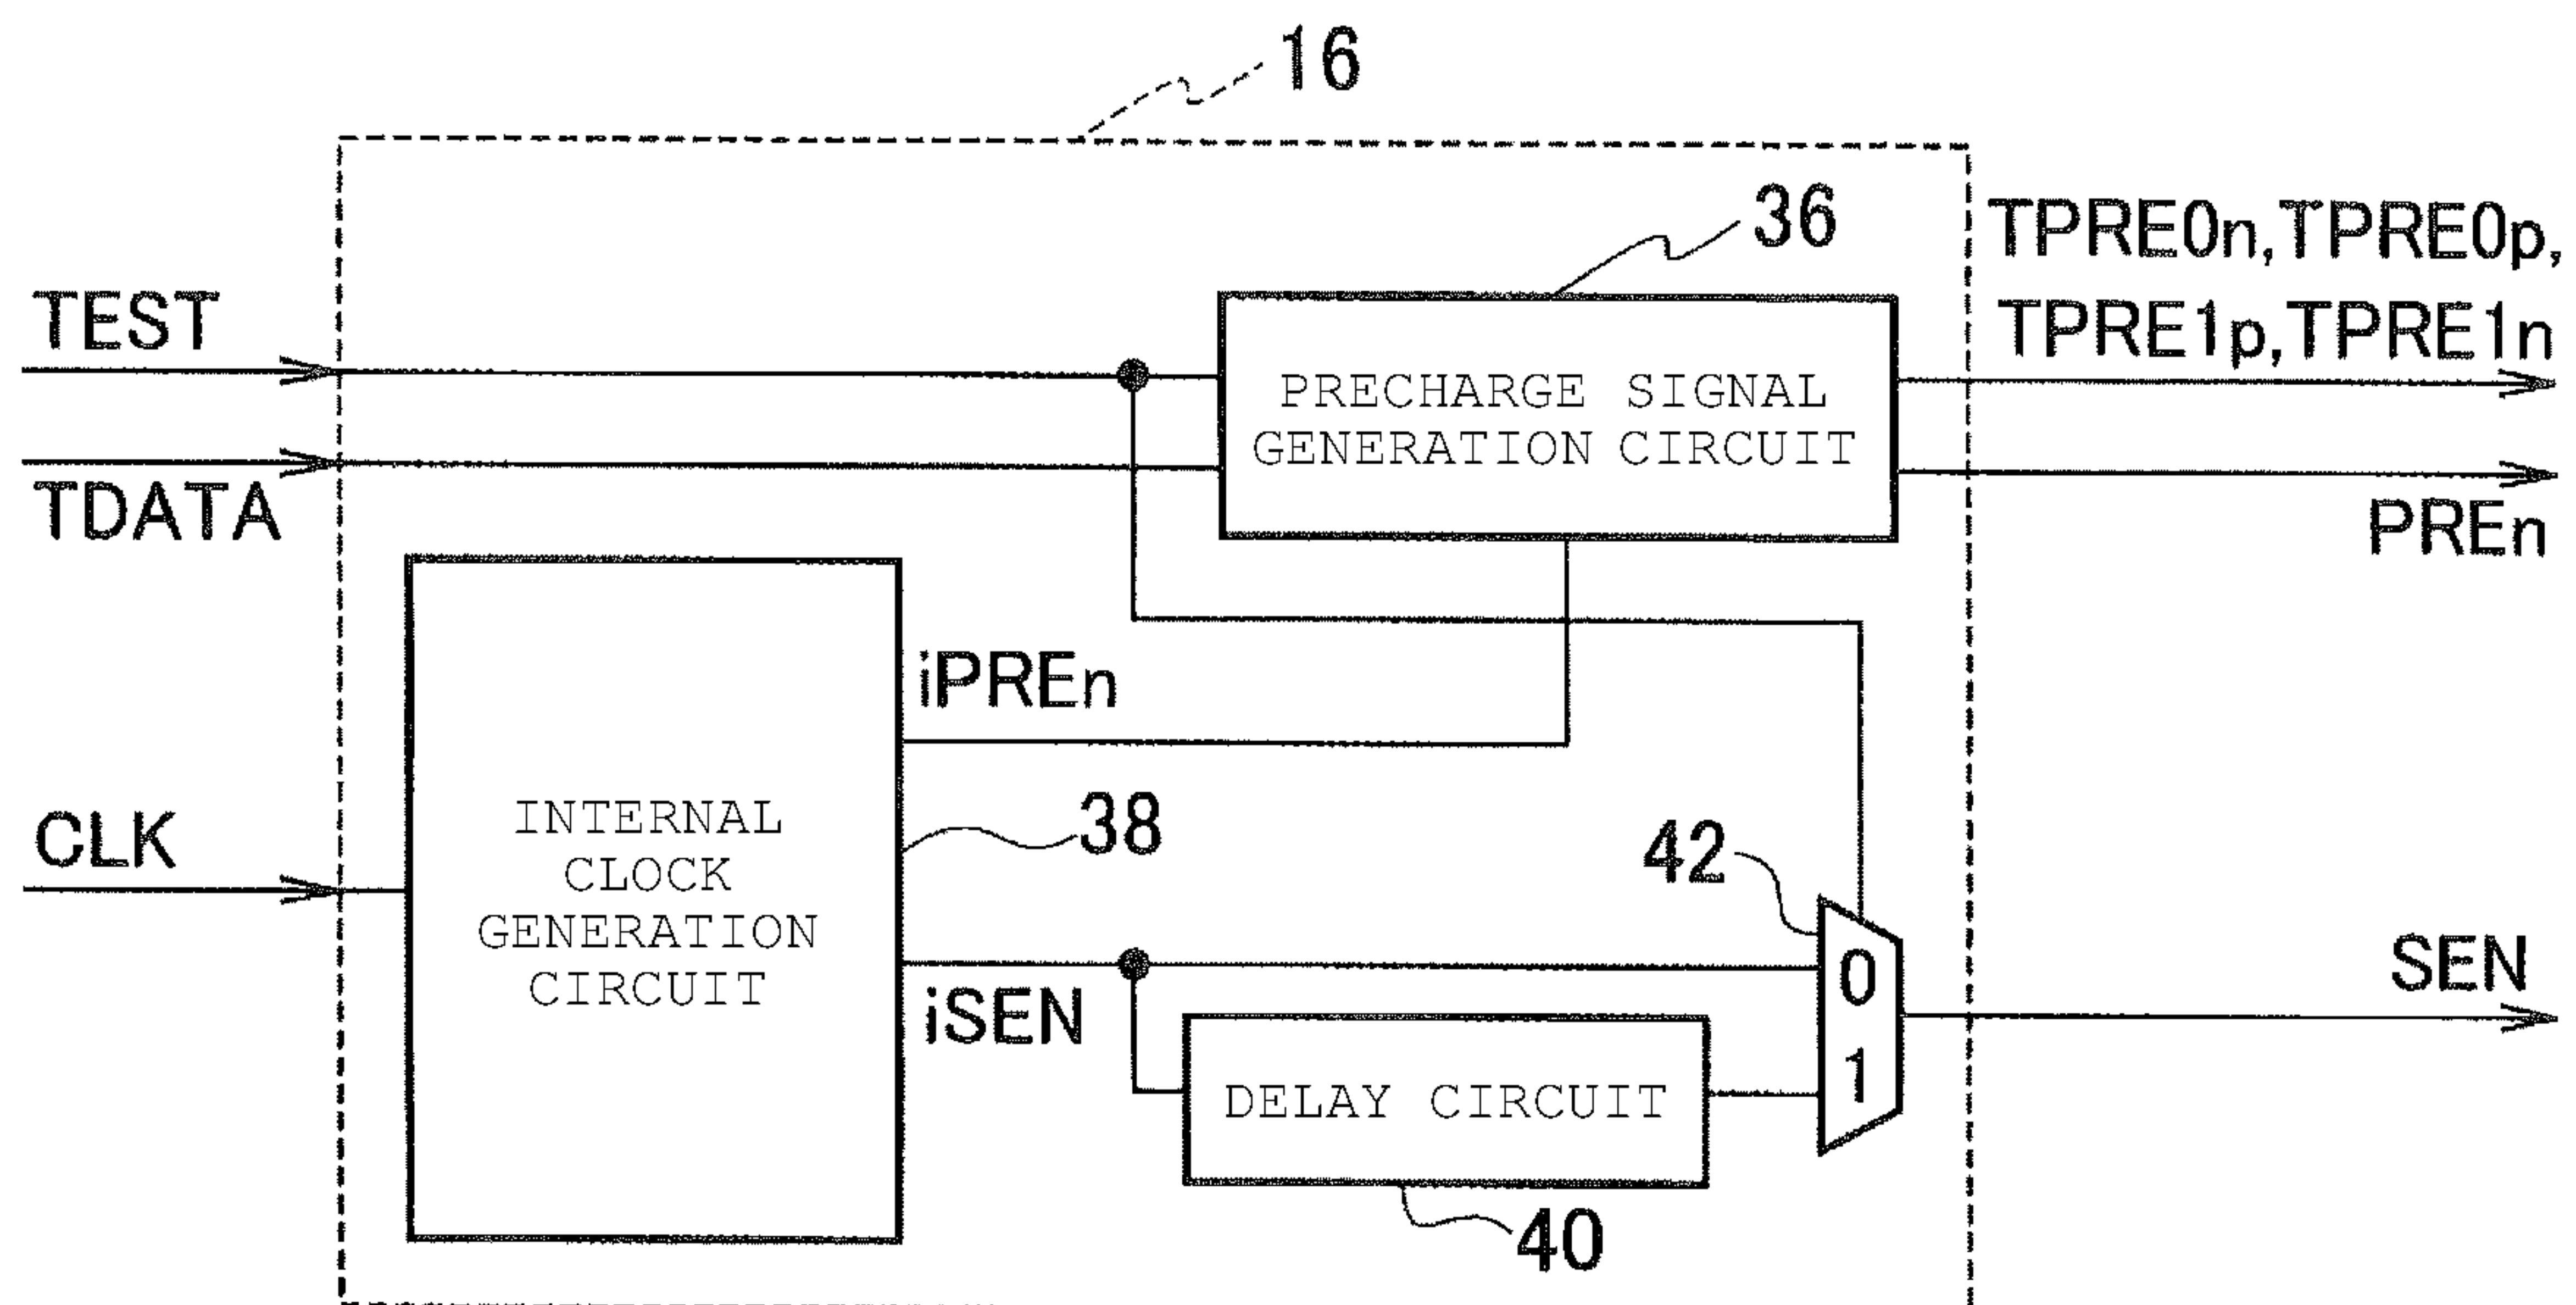 16
36
TPRE0n,TPRE0p,
TPRE1p,TPRE1n
TEST
PRECHARGE SIGNAL
GENERATION CIRCUIT
TDATA
PREn
iPREn
INTERNAL
CLOCK
GENERATION
CIRCUIT
CLK
38
42
iSEN
0
1
SEN
DELAY CIRCUIT
40